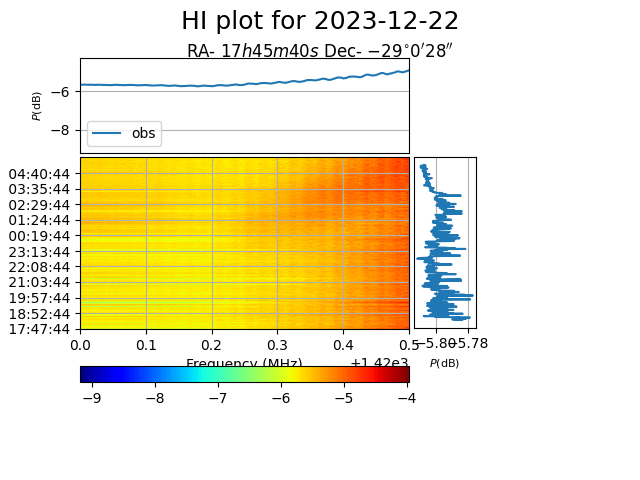 HI plot for 2023-12-22
RA- 17h45m40s Dec- −29°0′28″
P(dB)
−6
−8
obs
04:40:44
03:35:44
02:29:44
01:24:44
00:19:44
23:13:44
22:08:44
21:03:44
19:57:44
18:52:44
17:47:44
0.0 0.1 0.2 0.3 0.4 0.5
Frequency (MHz) +1.42e3
−5.80 −5.78
P(dB)
−9 −8 −7 −6 −5 −4